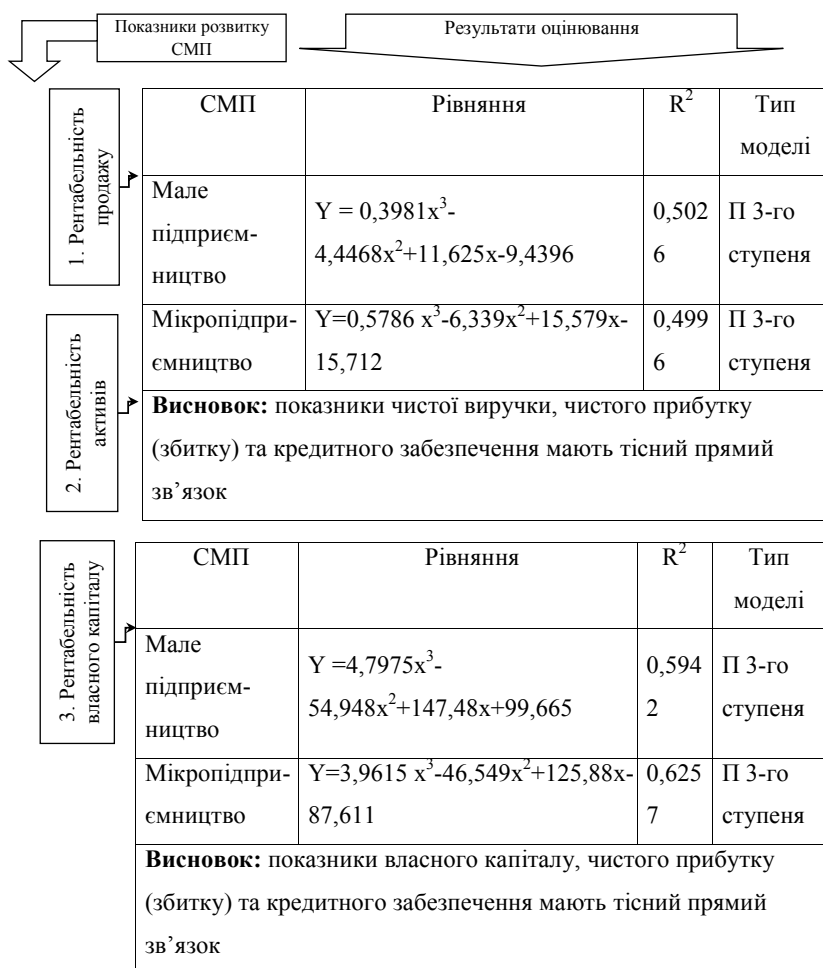 Показники розвитку
СМП
Результати оцінювання
1. Рентабельність
продажу
СМП Рівняння R² Тип
моделі
Мале
підприєм-
ництво
Y = 0,3981x³-
4,4468x²+11,625x-9,4396
0,502
6
П 3-го
ступеня
Мікропідпри-
ємництво
Y=0,5786 x³-6,339x²+15,579x-
15,712
0,499
6
П 3-го
ступеня
2. Рентабельність
активів
Висновок: показники чистої виручки, чистого прибутку
(збитку) та кредитного забезпечення мають тісний прямий
зв’язок
3. Рентабельність
власного капіталу
СМП Рівняння R² Тип
моделі
Мале
підприєм-
ництво
Y =4,7975x³-
54,948x²+147,48x+99,665
0,594
2
П 3-го
ступеня
Мікропідпри-
ємництво
Y=3,9615 x³-46,549x²+125,88x-
87,611
0,625
7
П 3-го
ступеня
Висновок: показники власного капіталу, чистого прибутку
(збитку) та кредитного забезпечення мають тісний прямий
зв’язок